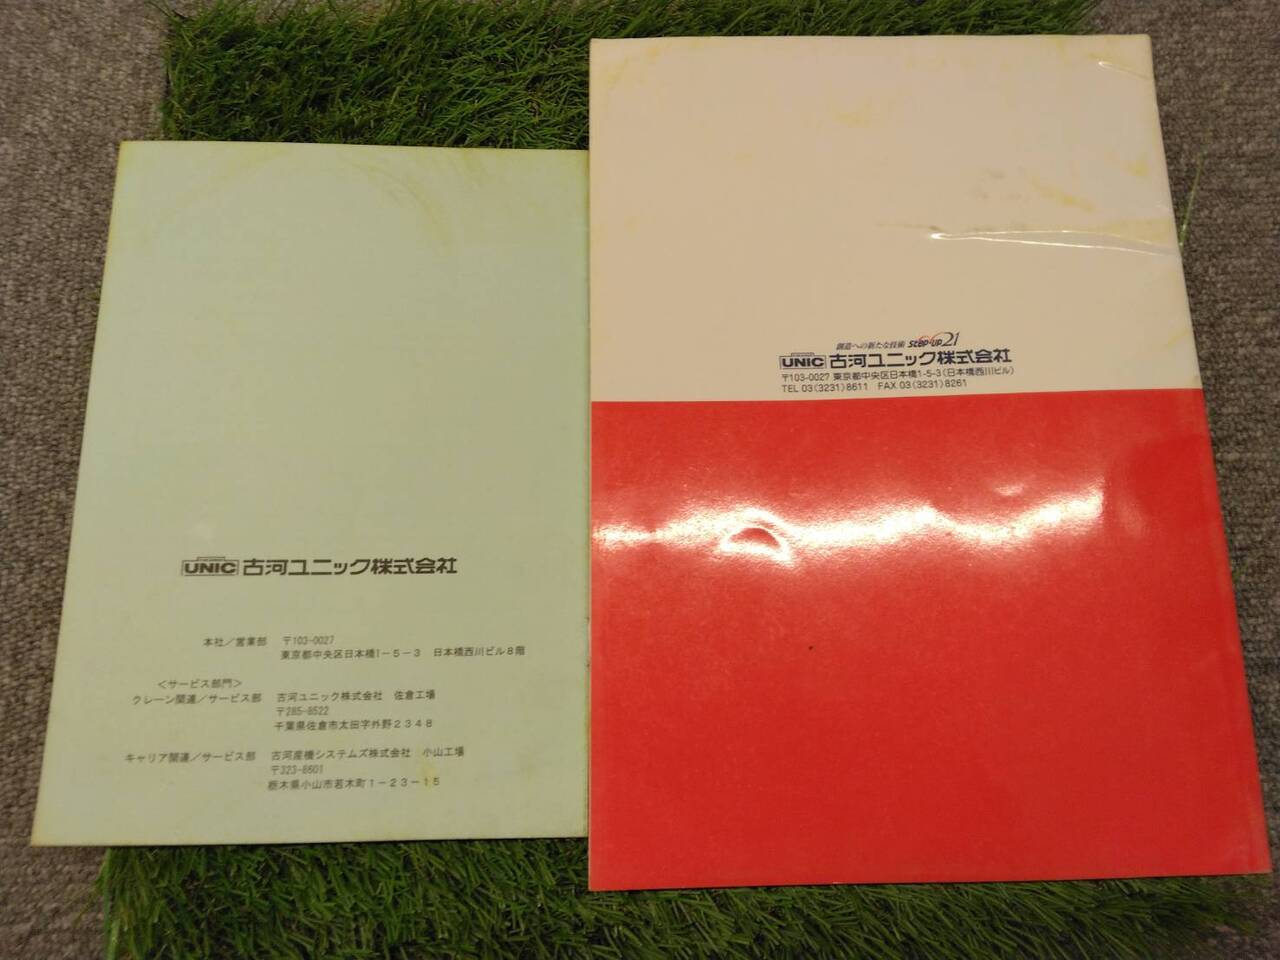 UNIC 古河ユニック株式会社
本社／営業部 〒103-0027
東京都中央区日本橋1－5－3 日本橋西川ビル8階
＜サービス部門＞
クレーン関連／サービス部 古河ユニック株式会社 佐倉工場
〒285-8522
千葉県佐倉市太田字外野２３４８
キャリア関連／サービス部 古河産機システムズ株式会社 小山工場
〒323-8601
栃木県小山市若木町１－２３－１５
創造への新たな技術 Step-UP21
UNIC 古河ユニック株式会社
〒103-0027 東京都中央区日本橋1-5-3(日本橋西川ビル)
TEL 03(3231)8611 FAX 03(3231)8261